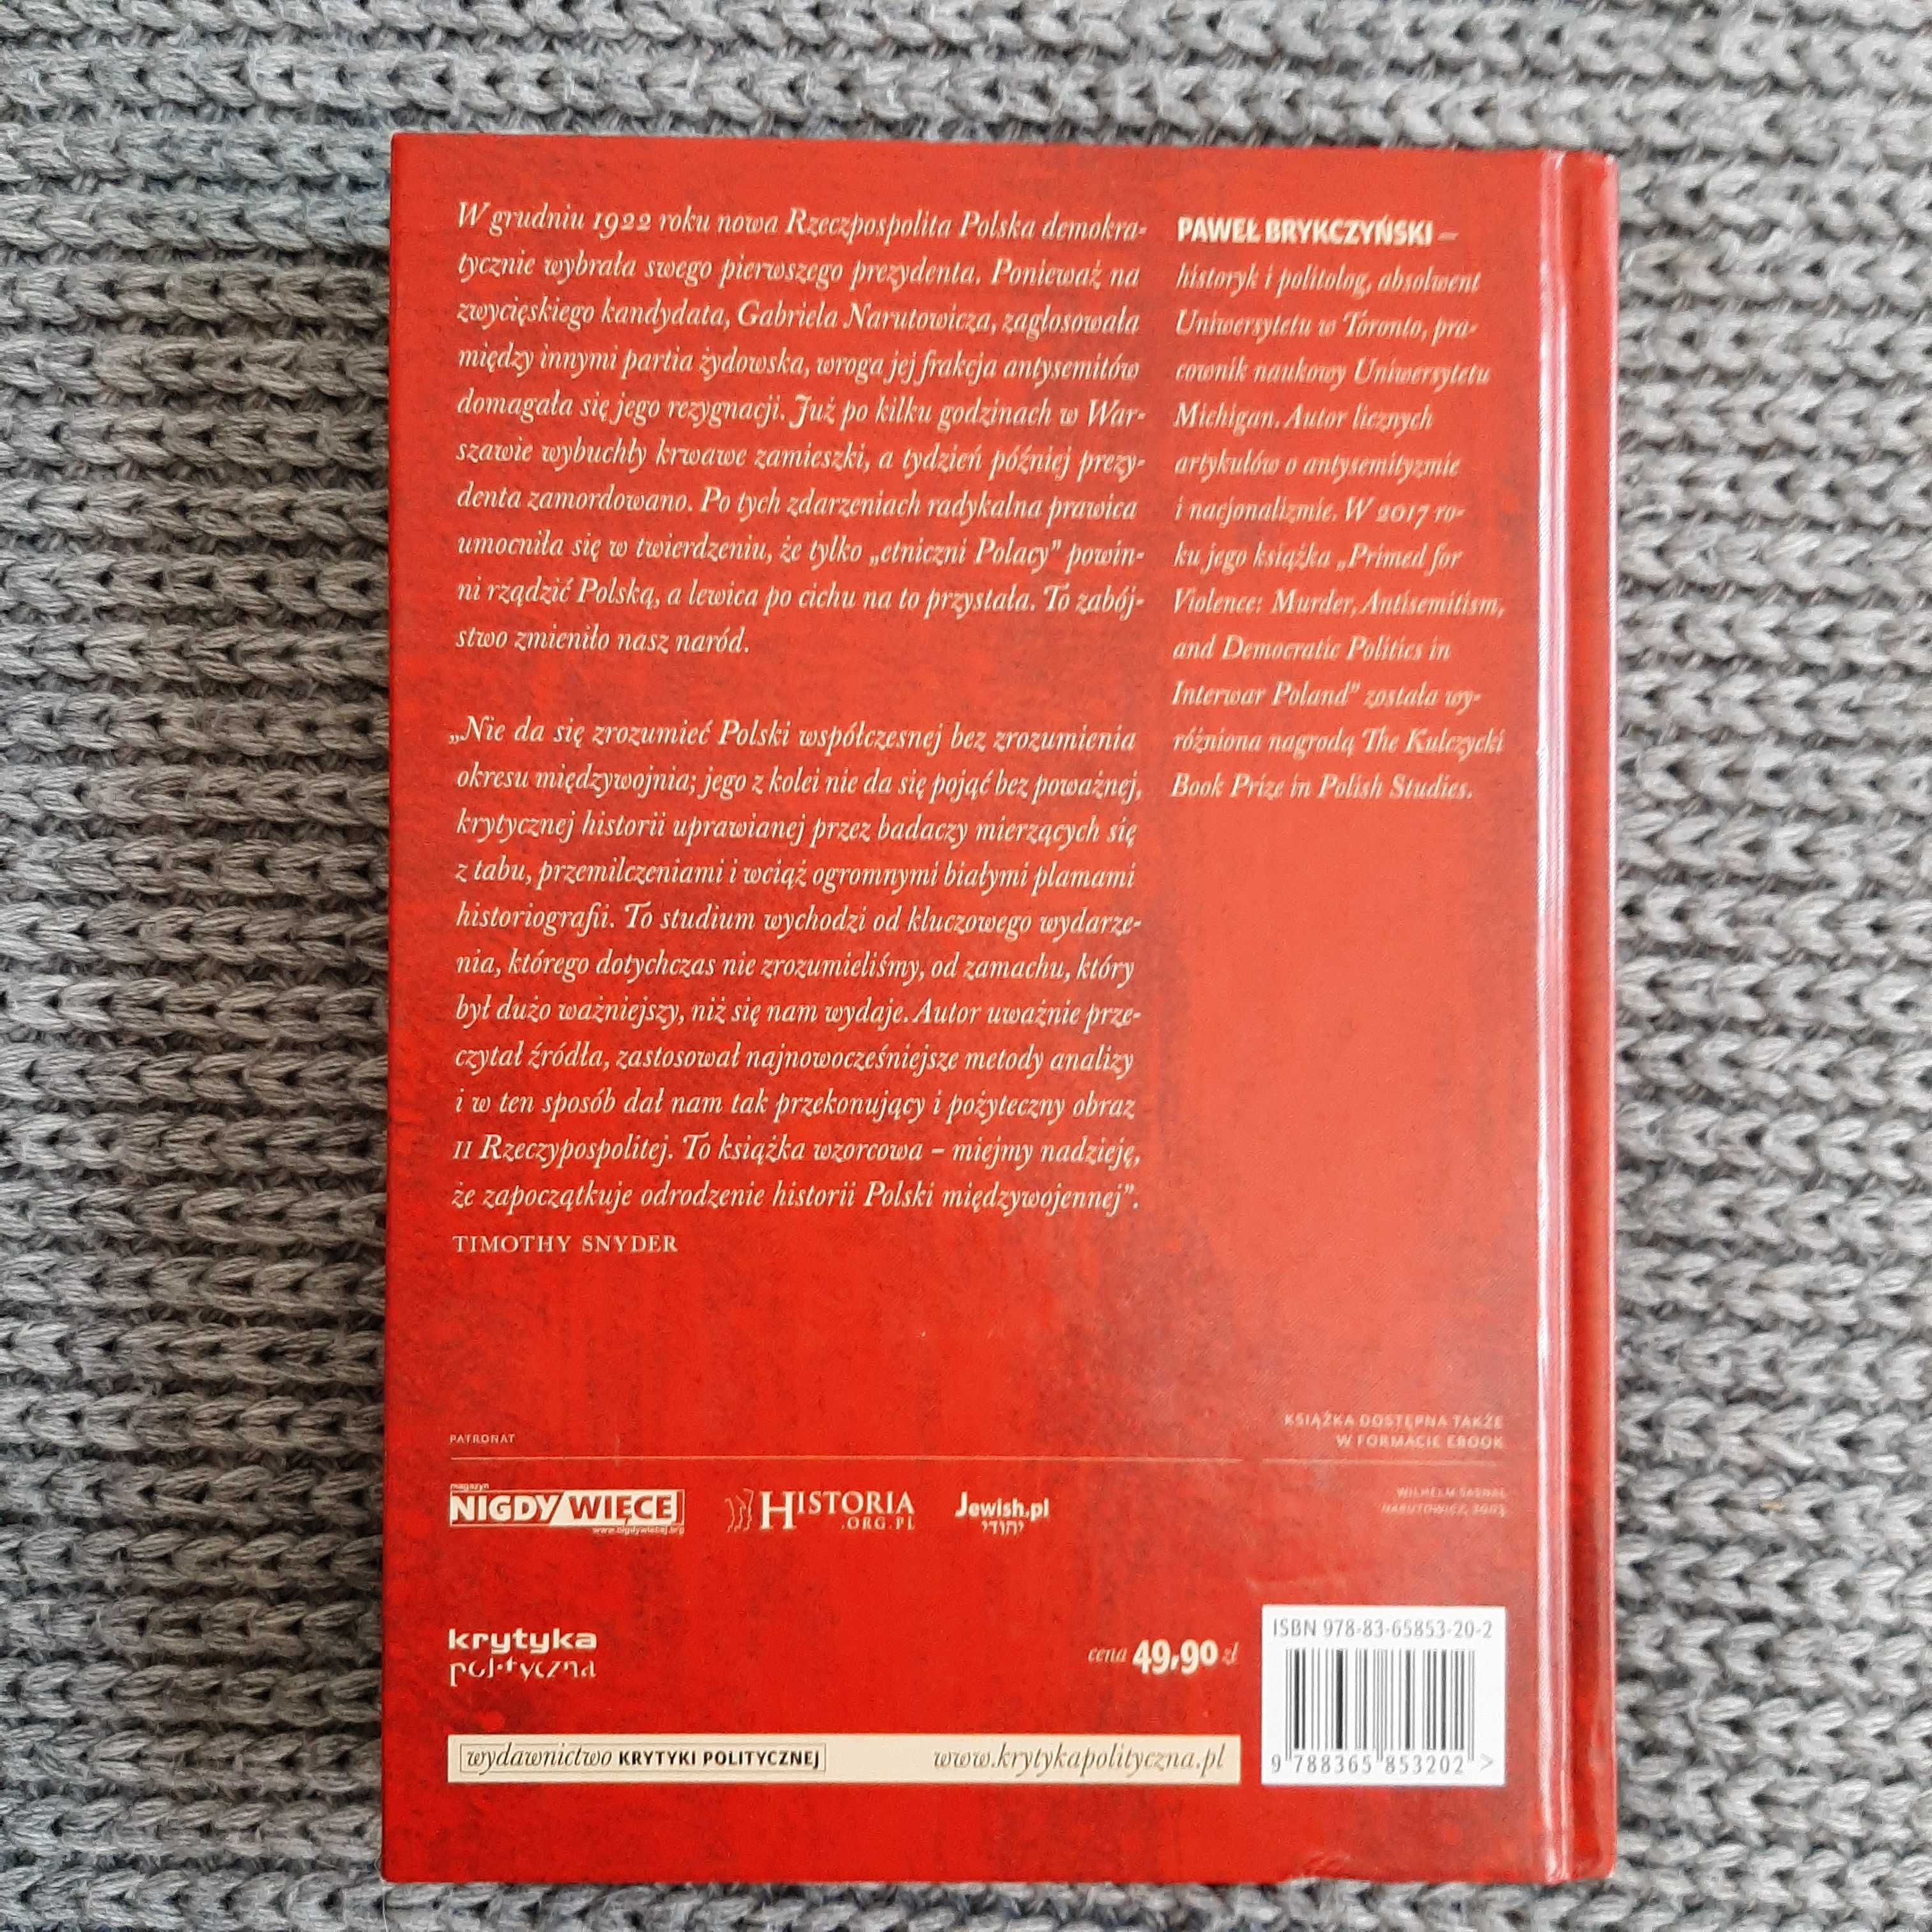 W grudniu 1922 roku nowa Rzeczpospolita Polska demokra-
tycznie wybrała swego pierwszego prezydenta. Ponieważ na
zwycięskiego kandydata, Gabriela Narutowicza, zagłosowała
między innymi partia żydowska, wroga jej frakcja antysemitów
domagała się jego rezygnacji. Już po kilku godzinach w War-
szawie wybuchły krwawe zamieszki, a tydzień później prezy-
denta zamordowano. Po tych zdarzeniach radykalna prawica
umocniła się w twierdzeniu, że tylko „etniczni Polacy” powin-
ni rządzić Polską, a lewica po cichu na to przystała. To zabój-
stwo zmieniło nasz naród.
„Nie da się zrozumieć Polski współczesnej bez zrozumienia
okresu międzywojnia; jego z kolei nie da się pojąć bez poważnej,
krytycznej historii uprawianej przez badaczy mierzących się
z tabu, przemilczeniami i wciąż ogromnymi białymi plamami
historiografii. To studium wychodzi od kluczowego wydarze-
nia, którego dotychczas nie zrozumieliśmy, od zamachu, który
był dużo ważniejszy, niż się nam wydaje. Autor uważnie prze-
czytał źródła, zastosował najnowocześniejsze metody analizy
i w ten sposób dał nam tak przekonujący i pożyteczny obraz
II Rzeczypospolitej. To książka wzorcowa – miejmy nadzieję,
że zapoczątkuje odrodzenie historii Polski międzywojennej”.
TIMOTHY SNYDER
PAWEŁ BRYKCZYŃSKI –
historyk i politolog, absolwent
Uniwersytetu w Toronto, pra-
cownik naukowy Uniwersytetu
Michigan. Autor licznych
artykułów o antysemityzmie
i nacjonalizmie. W 2017 ro-
ku jego książka „Primed for
Violence: Murder, Antisemitism,
and Democratic Politics in
Interwar Poland” została wy-
różniona nagrodą The Kulczycki
Book Prize in Polish Studies.
KSIĄŻKA DOSTĘPNA TAKŻE
W FORMACIE EBOOK
WILHELM SASNAL
NARUTOWICZ, 2003
PATRONAT
magazyn
NIGDY WIĘCEJ
www.nigdywiecej.org
HISTORIA
.ORG.PL
Jewish.pl
יהודי
krytyka
polityczna
cena 49,90 zł
wydawnictwo KRYTYKI POLITYCZNEJ
www.krytykapolityczna.pl
ISBN 978-83-65853-20-2
9 788365 853202 >